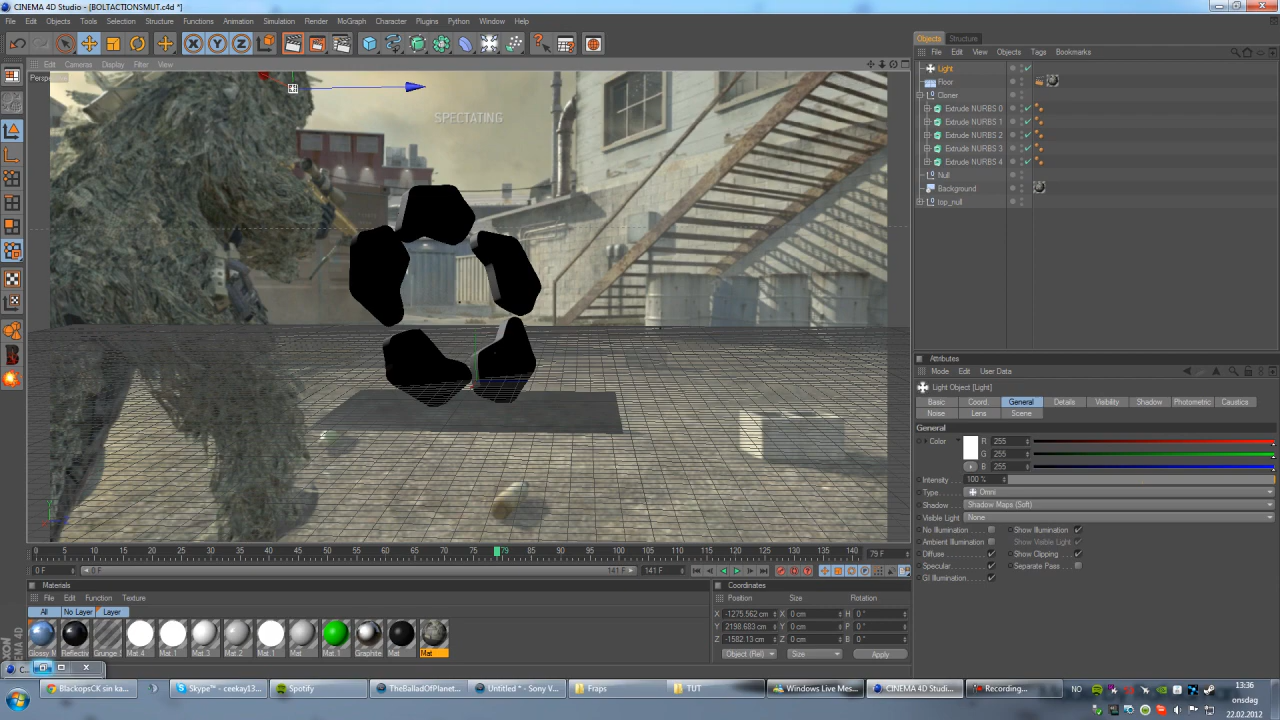 CINEMA 4D Studio - [BOLTACTIONSMUT.c4d *]
File Edit Objects Tools Selection Structure Functions Animation Simulation Render MoGraph Character Plugins Python Window Help
Edit Cameras Display Filter View
Perspe
SPECTATING
Objects Structure
File Edit View Objects Tags Bookmarks
Light
Floor
Cloner
Extrude NURBS 0
Extrude NURBS 1
Extrude NURBS 2
Extrude NURBS 3
Extrude NURBS 4
Null
Background
top_null
Attributes
Mode Edit User Data
Light Object [Light]
Basic Coord. General Details Visibility Shadow Photometric Caustics
Noise Lens Scene
General
Color R 255
G 255
B 255
Intensity 100 %
Type Omni
Shadow Shadow Maps (Soft)
Visible Light None
No Illumination Show Illumination
Ambient Illumination Show Visible Light
Diffuse Show Clipping
Specular Separate Pass
GI Illumination
0 5 10 15 20 25 30 35 40 45 50 55 60 65 70 75 79 85 90 95 100 105 110 115 120 125 130 135 140 79 F
0 F 0 F 141 F 141 F
Materials
File Edit Function Texture
All No Layer Layer
Glossy M Reflectiv Grunge S Mat 4 Mat 1 Mat 3 Mat 2 Mat 1 Mat Mat 1 Graphite Mat Mat
Coordinates
Position Size Rotation
X -1275.562 cm X 0 cm H 0 °
Y 2198.683 cm Y 0 cm P 0 °
Z -1582.13 cm Z 0 cm B 0 °
Object (Rel) Size Apply
MAXON CINEMA 4D
C...
BlackopsCK sin ka... Skype™ - ceekay13... Spotify TheBalladOfPlanet... Untitled * - Sony V... Fraps TUT Windows Live Mes... CINEMA 4D Studi... Recording...
NO
13:36
onsdag
22.02.2012